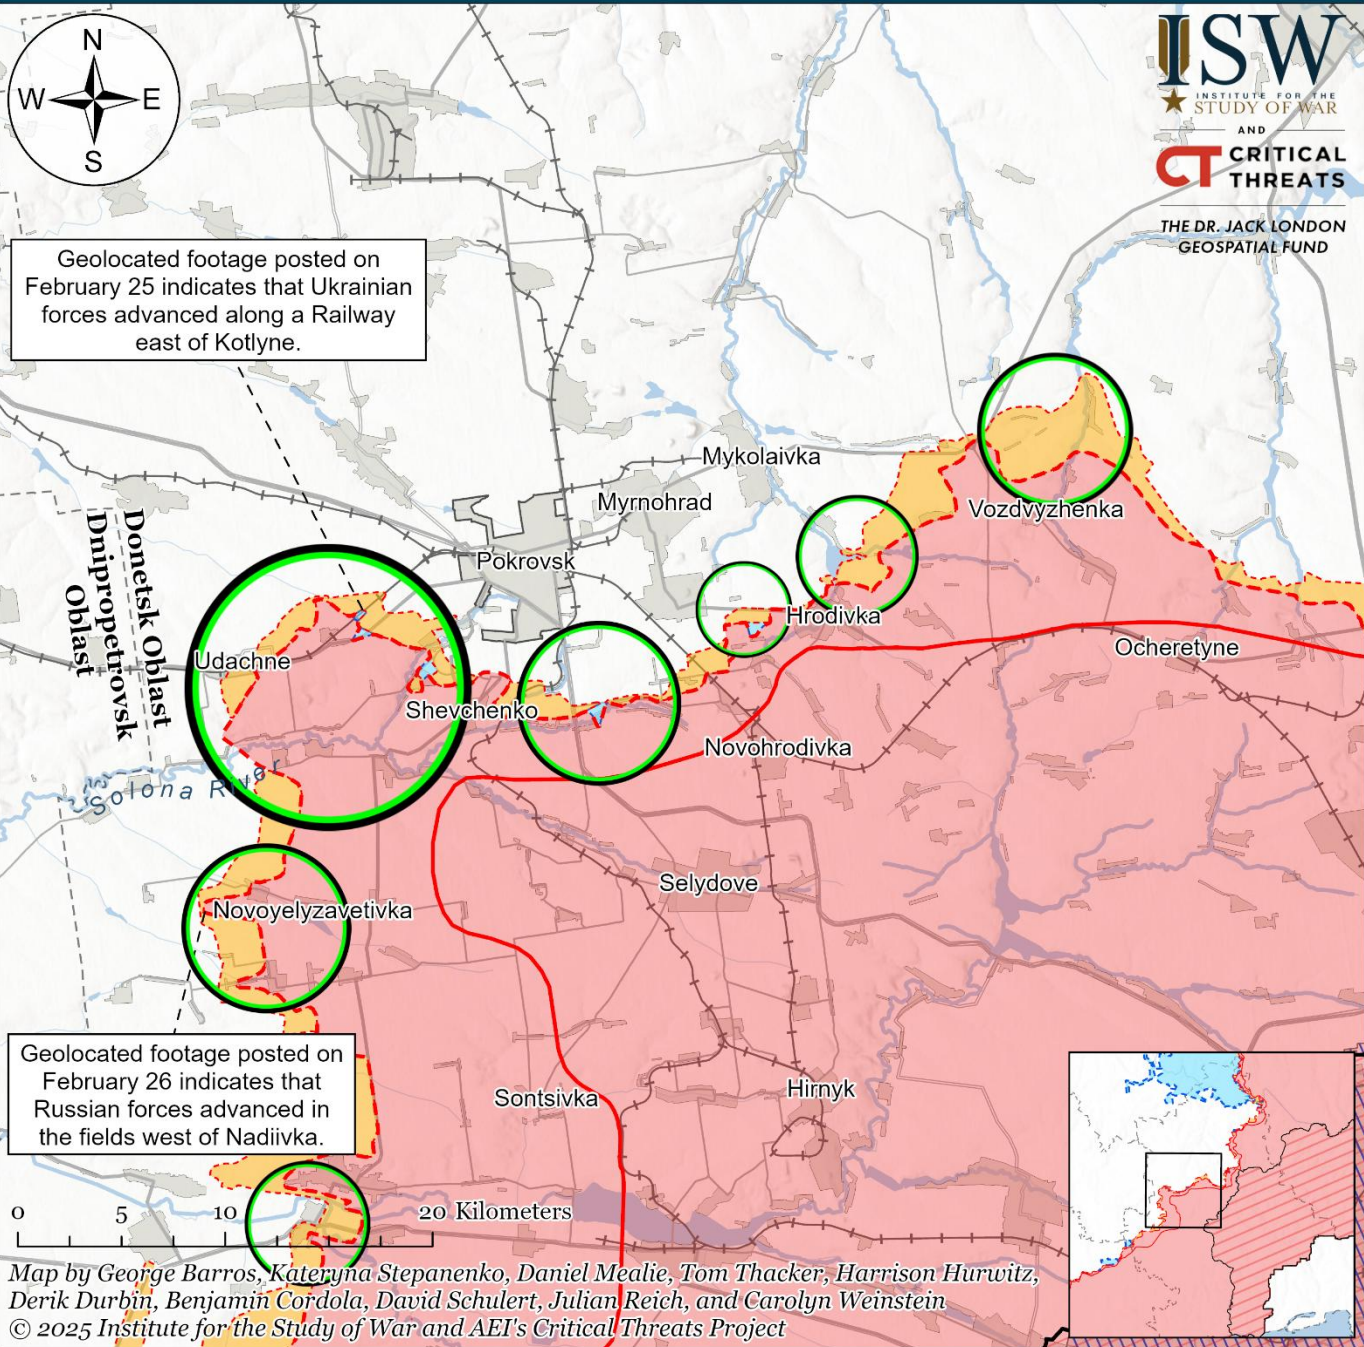 N
W E
S
ISW
INSTITUTE FOR THE
STUDY OF WAR
AND
CT CRITICAL
THREATS
THE DR. JACK LONDON
GEOSPATIAL FUND
Geolocated footage posted on
February 25 indicates that Ukrainian
forces advanced along a Railway
east of Kotlyne.
Mykolaivka
Myrnohrad
Vozdvyzhenka
Pokrovsk
Donetsk Oblast
Dnipropetrovsk
Oblast
Hrodivka
Ocheretyne
Udachne
Shevchenko
Novohrodivka
Solona River
Selydove
Novoyelyzavetivka
Geolocated footage posted on
February 26 indicates that
Russian forces advanced in
the fields west of Nadiivka.
Sontsivka
Hirnyk
0 5 10 20 Kilometers
Map by George Barros, Kateryna Stepanenko, Daniel Mealie, Tom Thacker, Harrison Hurwitz,
Derik Durbin, Benjamin Cordola, David Schulert, Julian Reich, and Carolyn Weinstein
© 2025 Institute for the Study of War and AEI's Critical Threats Project